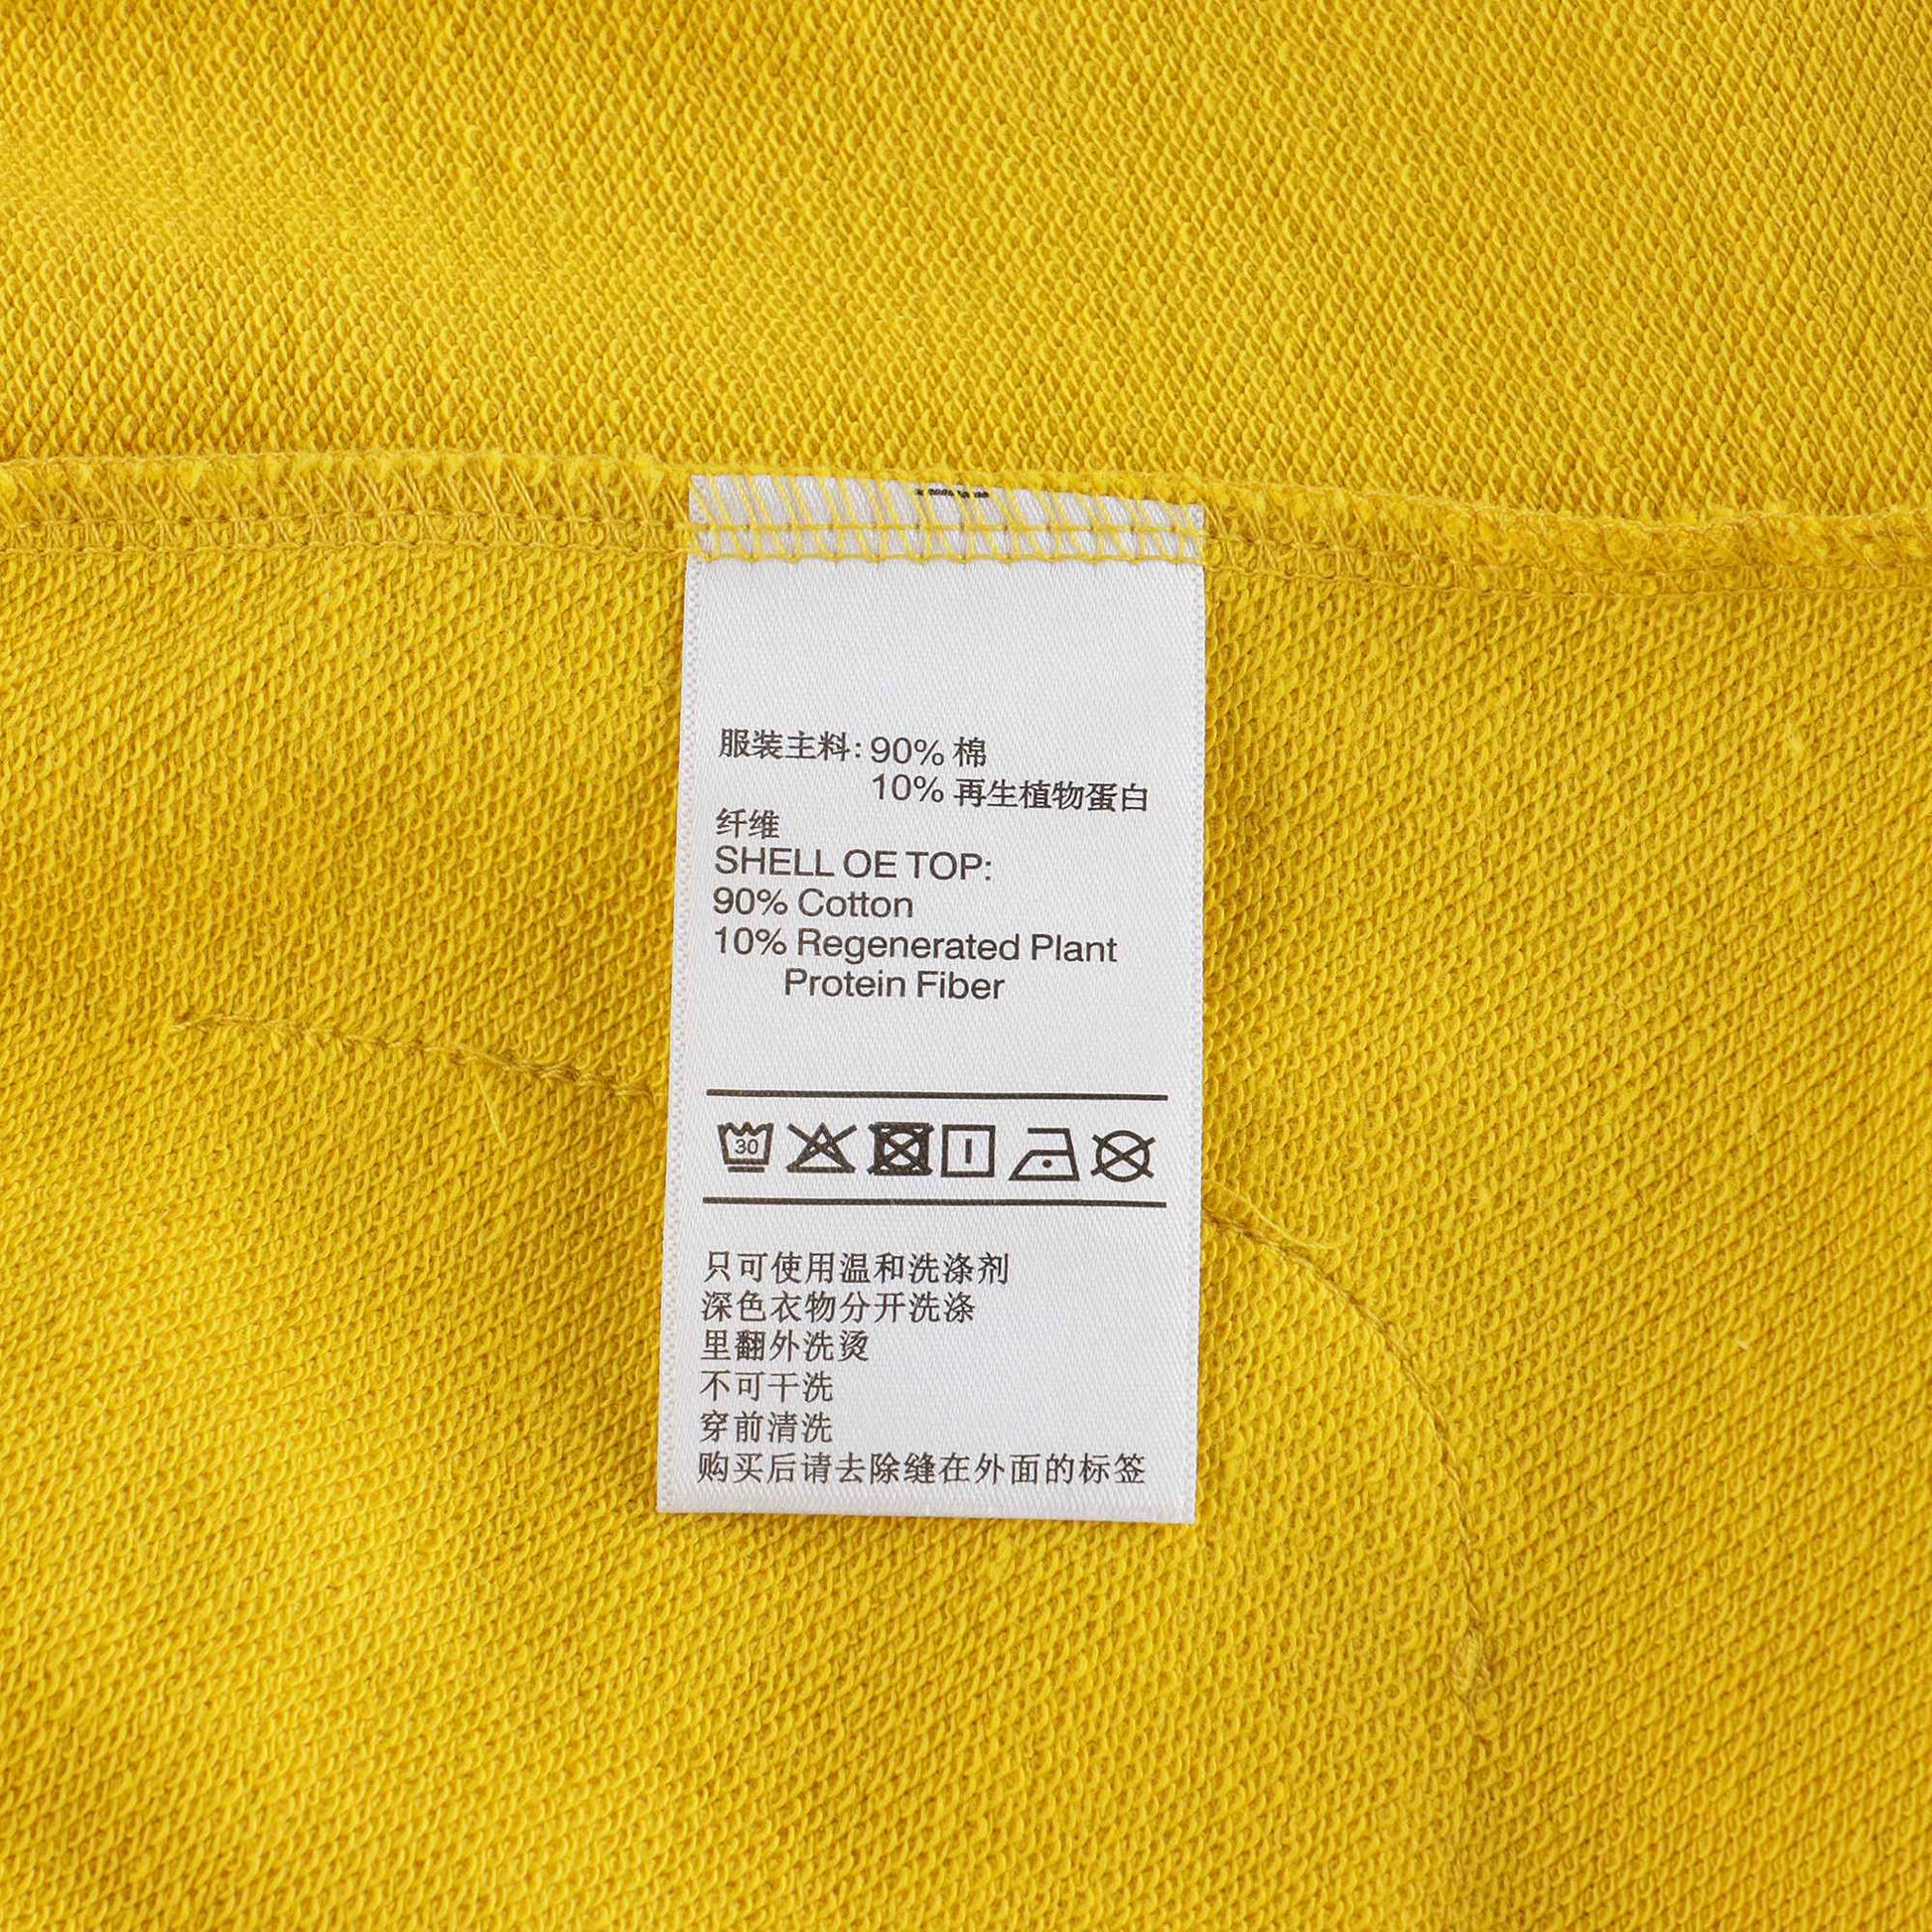 服装主料: 90% 棉
10% 再生植物蛋白
纤维
SHELL OE TOP:
90% Cotton
10% Regenerated Plant
Protein Fiber
30
只可使用温和洗涤剂
深色衣物分开洗涤
里翻外洗烫
不可干洗
穿前清洗
购买后请去除缝在外面的标签